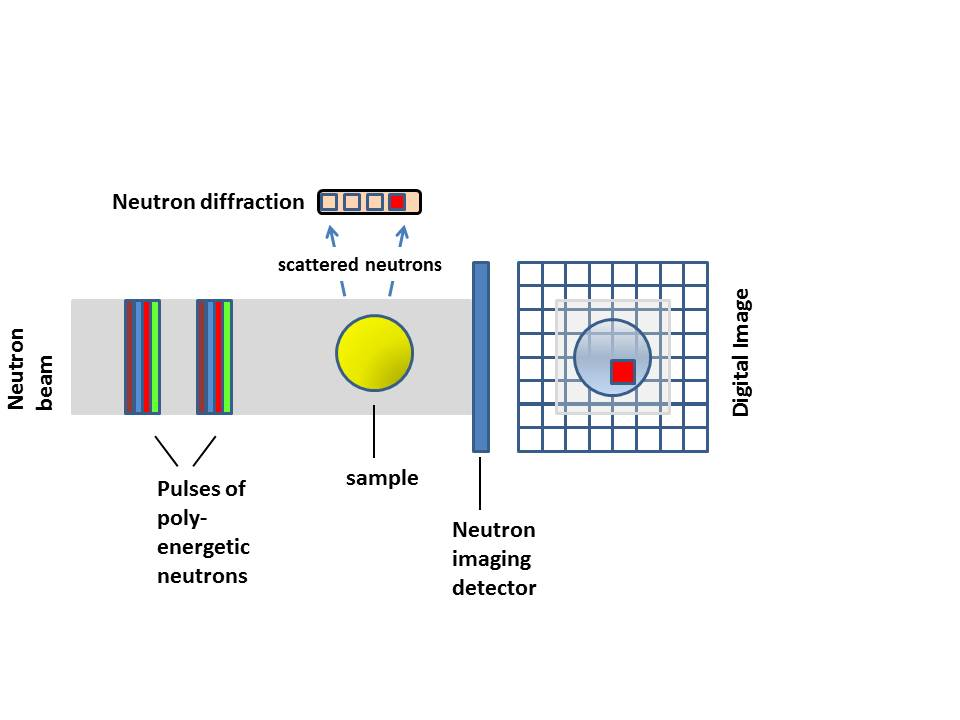 Neutron diffraction
scattered neutrons
Neutron
beam
Digital Image
sample
Pulses of
poly-
energetic
neutrons
Neutron
imaging
detector